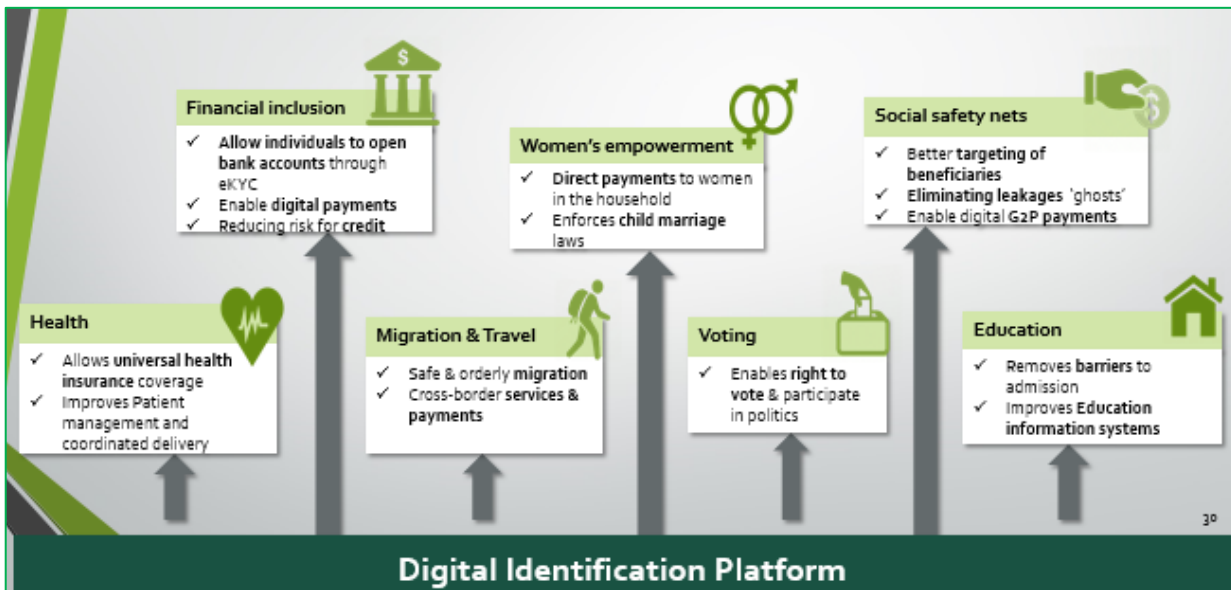 Financial inclusion
✓ Allow individuals to open
bank accounts through
eKYC
✓ Enable digital payments
✓ Reducing risk for credit
Women's empowerment
✓ Direct payments to women
in the household
✓ Enforces child marriage
laws
Social safety nets
✓ Better targeting of
beneficiaries
✓ Eliminating leakages 'ghosts'
✓ Enable digital G2P payments
Health
✓ Allows universal health
insurance coverage
✓ Improves Patient
management and
coordinated delivery
Migration & Travel
✓ Safe & orderly migration
✓ Cross-border services &
payments
Voting
✓ Enables right to
vote & participate
in politics
Education
✓ Removes barriers to
admission
✓ Improves Education
information systems
30
Digital Identification Platform